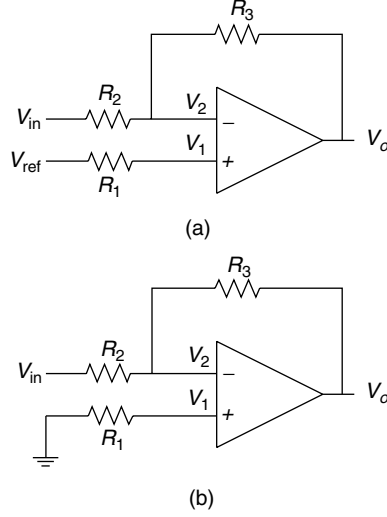 R3
R2
V2
Vin
−
Vo
Vref
V1
+
R1
(a)
R3
R2
V2
Vin
−
Vo
V1
+
R1
(b)